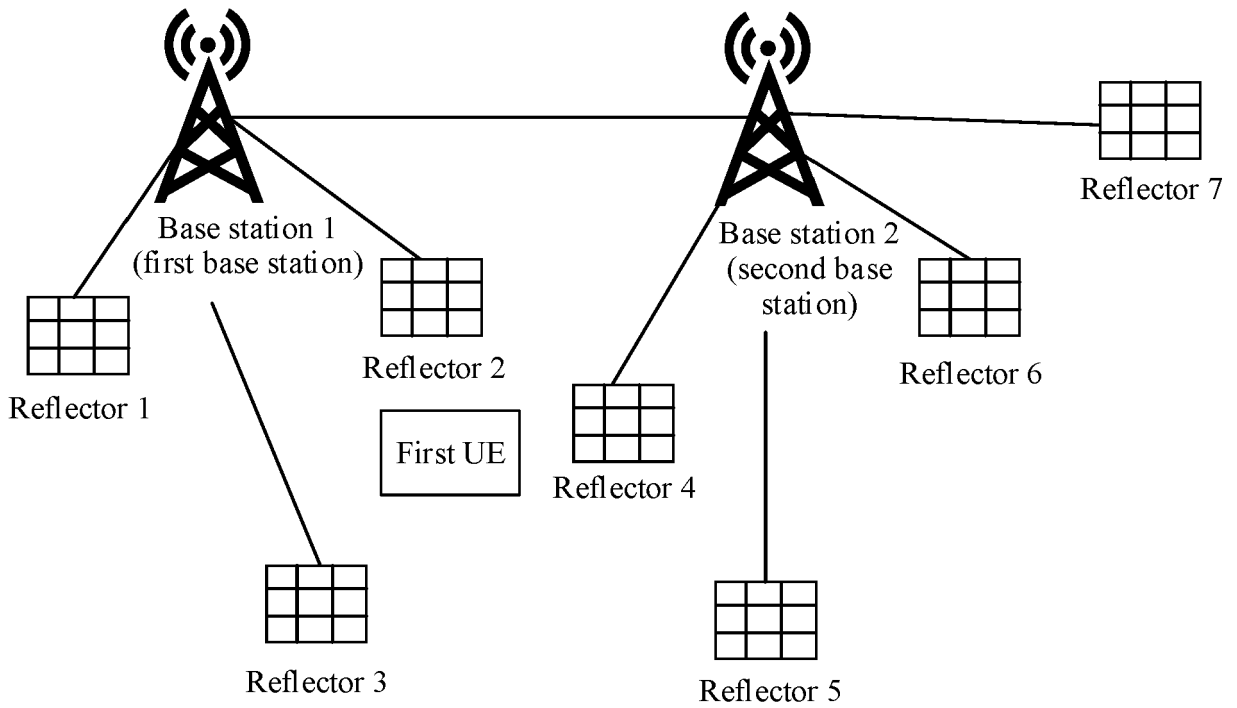 Reflector 7
Base station 1
(first base station)
Base station 2
(second base
station)
Reflector 2
Reflector 6
Reflector 1
First UE
Reflector 4
Reflector 3
Reflector 5